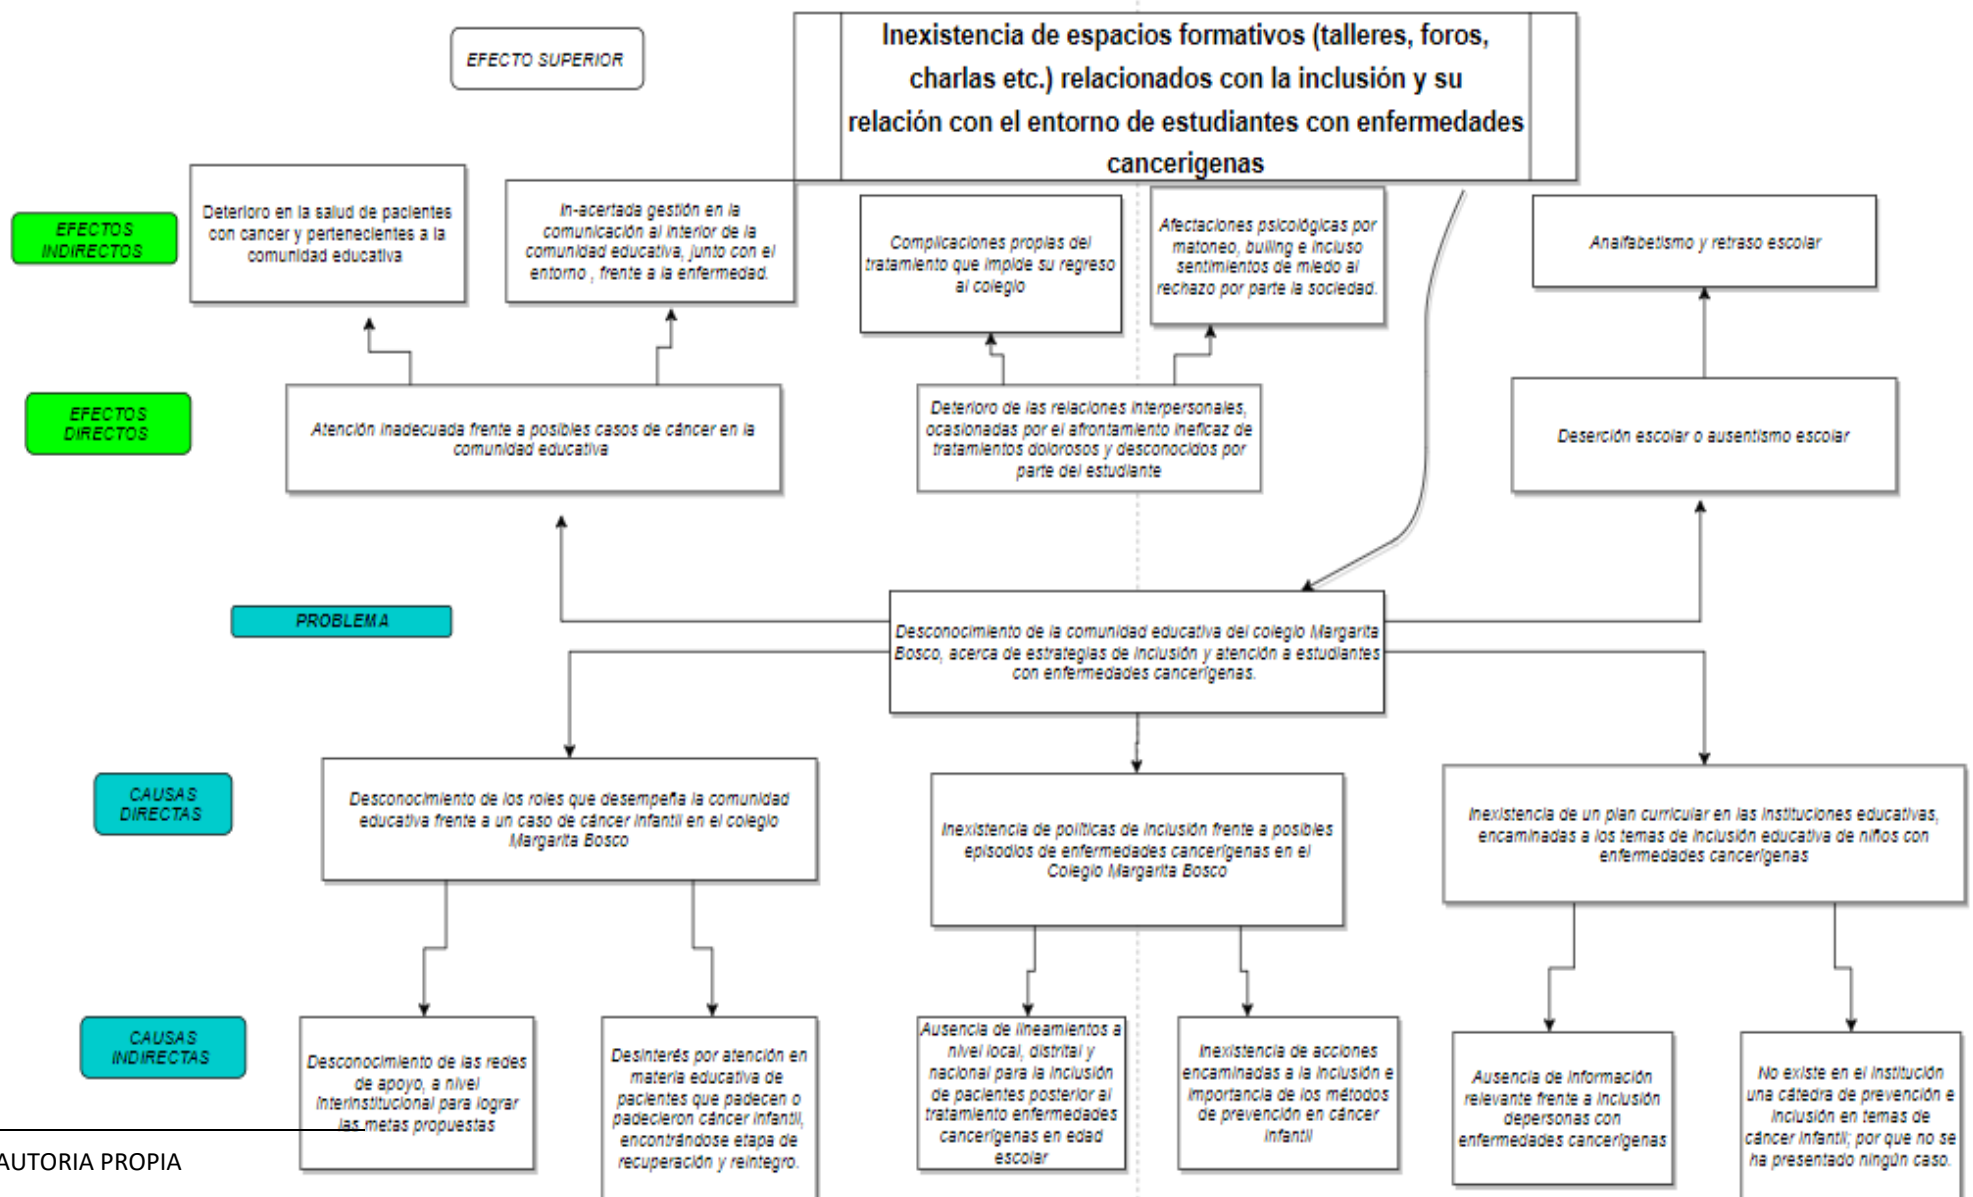 EFECTO SUPERIOR
Inexistencia de espacios formativos (talleres, foros,
charlas etc.) relacionados con la inclusión y su
relación con el entorno de estudiantes con enfermedades
cancerigenas
EFECTOS
INDIRECTOS
Deterioro en la salud de pacientes
con cancer y pertenecientes a la
comunidad educativa
In-acertada gestión en la
comunicación al interior de la
comunidad educativa, junto con el
entorno , frente a la enfermedad.
Complicaciones propias del
tratamiento que impide su regreso
al colegio
Afectaciones psicológicas por
matoneo, builing e incluso
sentimientos de miedo al
rechazo por parte la sociedad.
Analfabetismo y retraso escolar
EFECTOS
DIRECTOS
Atención inadecuada frente a posibles casos de cáncer en la
comunidad educativa
Deterioro de las relaciones interpersonales,
ocasionadas por el afrontamiento ineficaz de
tratamientos dolorosos y desconocidos por
parte del estudiante
Deserción escolar o ausentismo escolar
PROBLEMA
Desconocimiento de la comunidad educativa del colegio Margarita
Bosco, acerca de estrategias de inclusión y atención a estudiantes
con enfermedades cancerígenas.
CAUSAS
DIRECTAS
Desconocimiento de los roles que desempeña la comunidad
educativa frente a un caso de cáncer infantil en el colegio
Margarita Bosco
Inexistencia de políticas de inclusión frente a posibles
episodios de enfermedades cancerígenas en el
Colegio Margarita Bosco
Inexistencia de un plan curricular en las instituciones educativas,
encaminadas a los temas de inclusión educativa de niños con
enfermedades cancerígenas
CAUSAS
INDIRECTAS
Desconocimiento de las redes
de apoyo, a nivel
interinstitucional para lograr
las metas propuestas
Desinterés por atención en
materia educativa de
pacientes que padecen o
padecieron cáncer infantil,
encontrándose etapa de
recuperación y reintegro.
Ausencia de lineamientos a
nivel local, distrital y
nacional para la inclusión
de pacientes posterior al
tratamiento enfermedades
cancerígenas en edad
escolar
Inexistencia de acciones
encaminadas a la inclusión e
importancia de los métodos
de prevención en cáncer
infantil
Ausencia de información
relevante frente a inclusión
depersonas con
enfermedades cancerígenas
No existe en el institución
una cátedra de prevención e
inclusión en temas de
cáncer infantil; por que no se
ha presentado ningún caso.
AUTORIA PROPIA